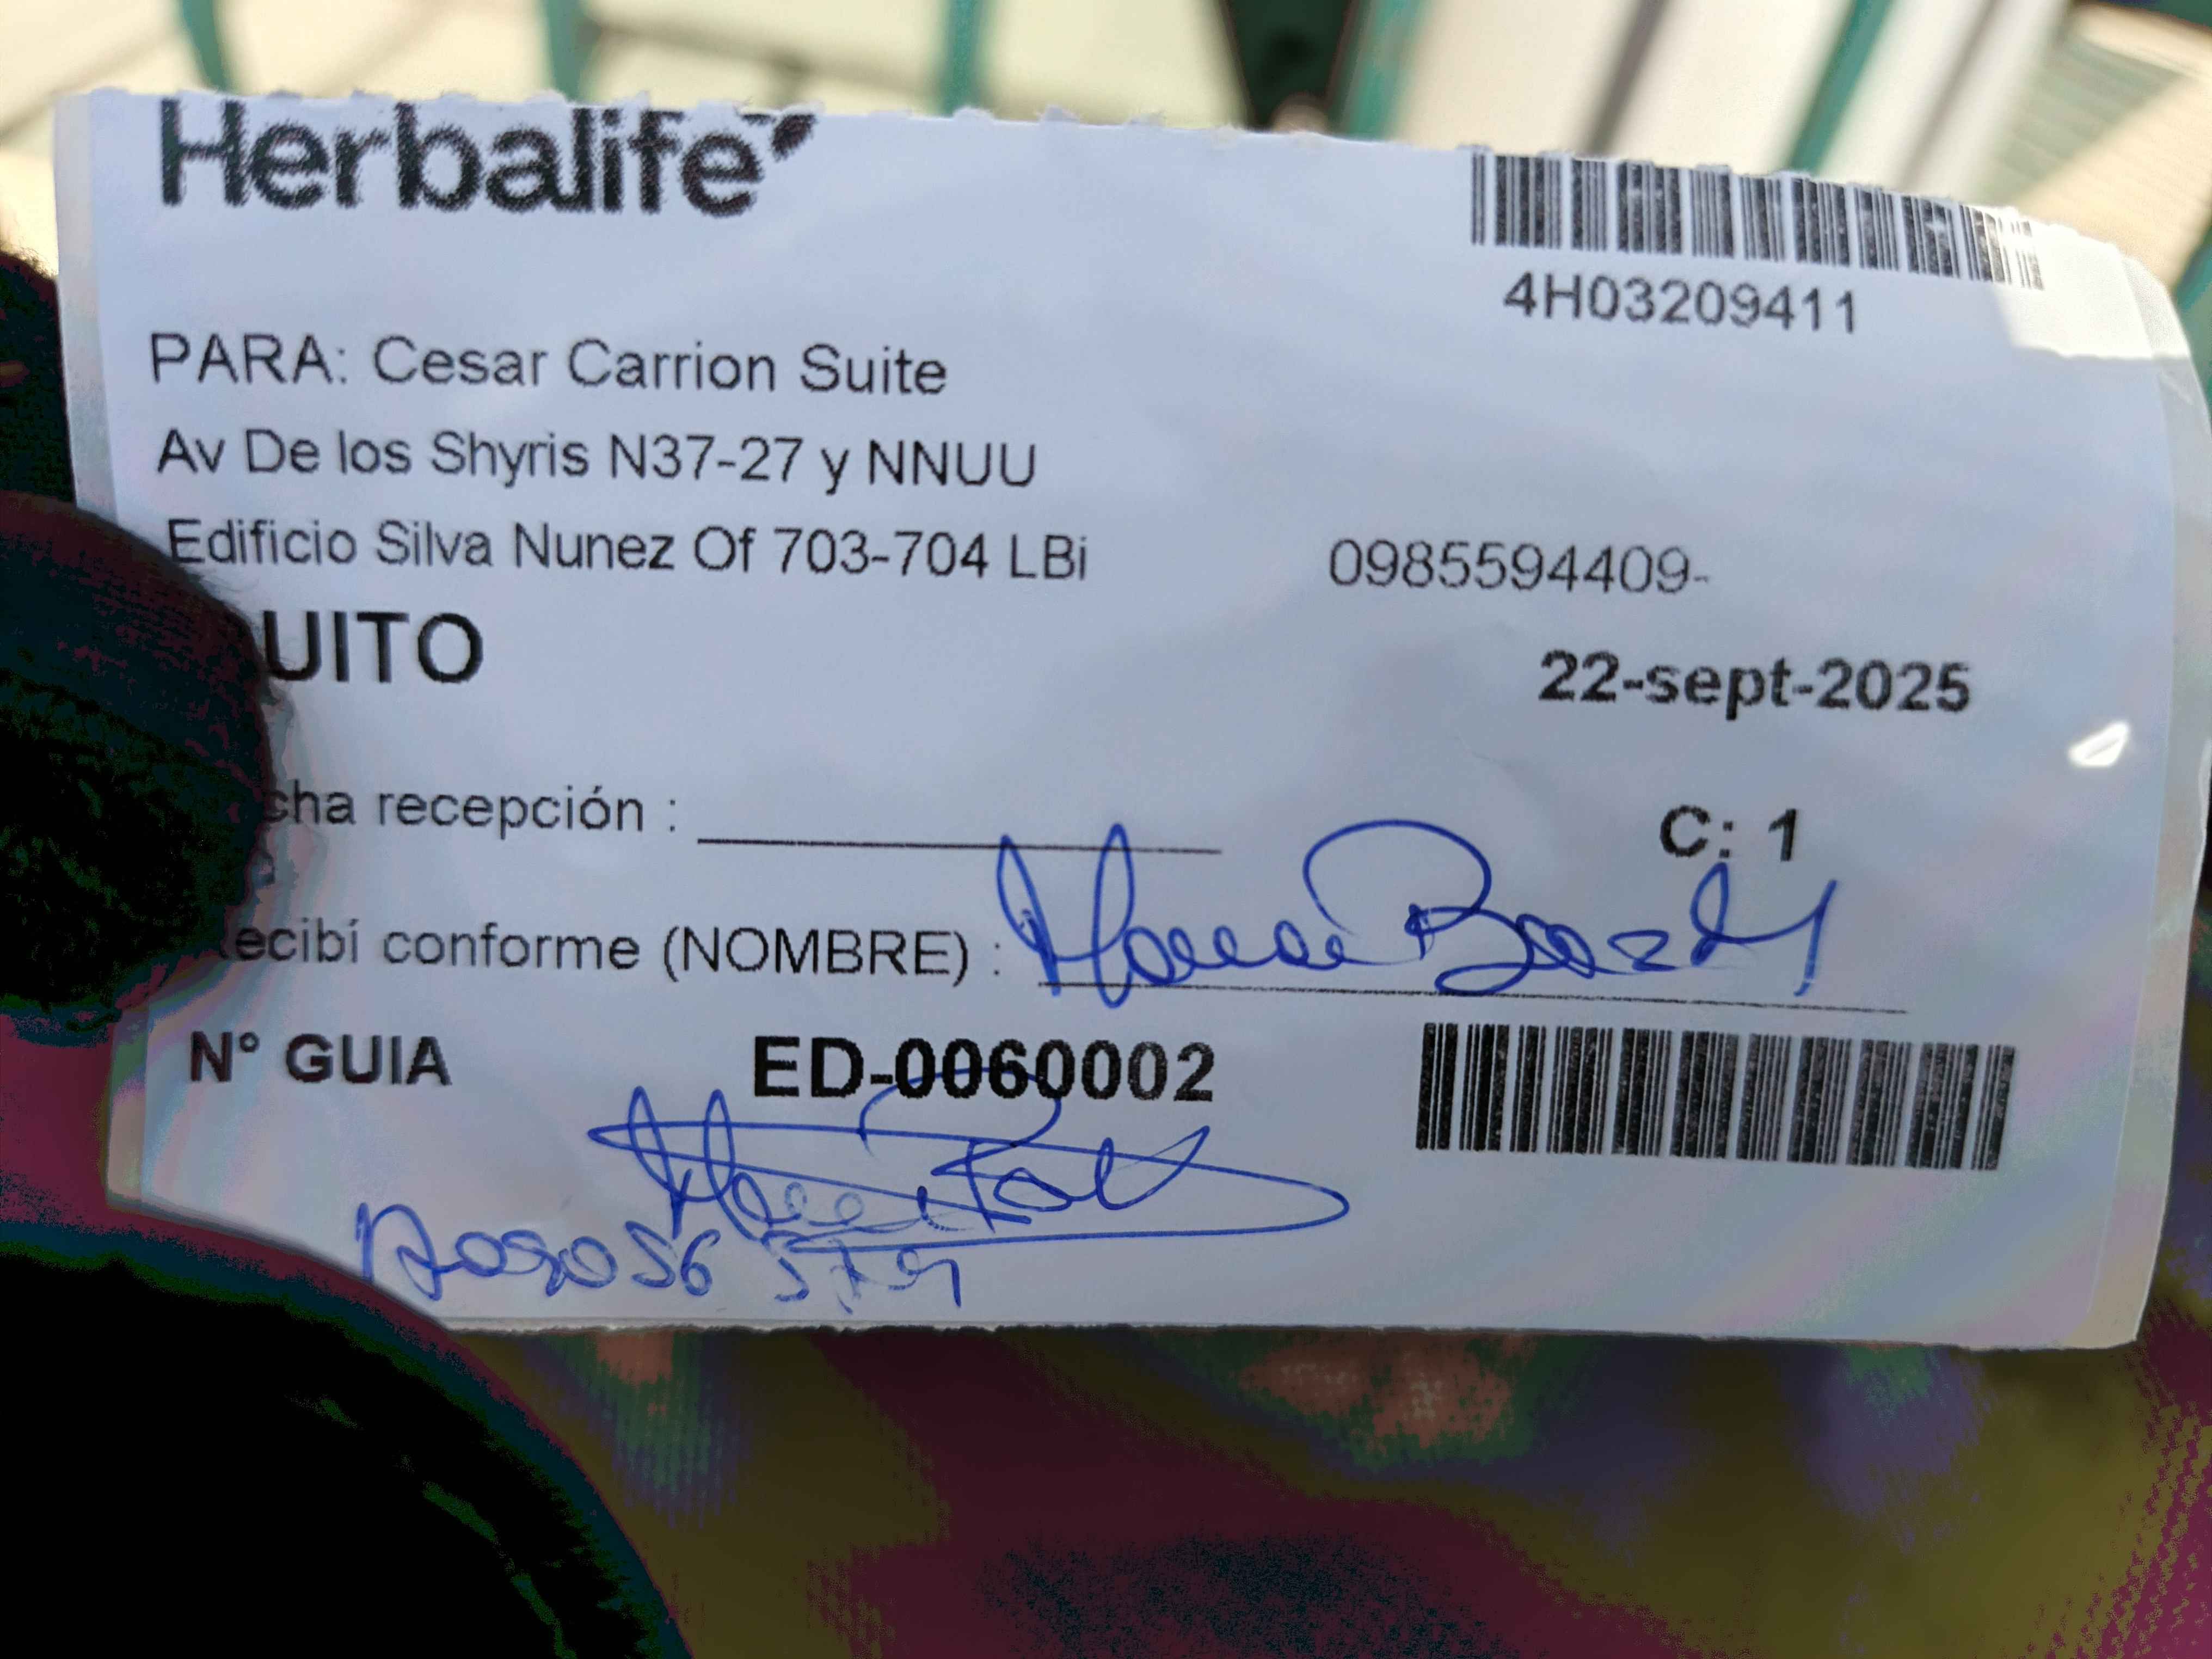 Herbalife
4H03209411
PARA: Cesar Carrion Suite
Av De los Shyris N37-27 y NNUU
Edificio Silva Nunez Of 703-704 LBi 0985594409-
UITO
22-sept-2025
cha recepción :
C: 1
ecibí conforme (NOMBRE) :
N° GUIA ED-0060002